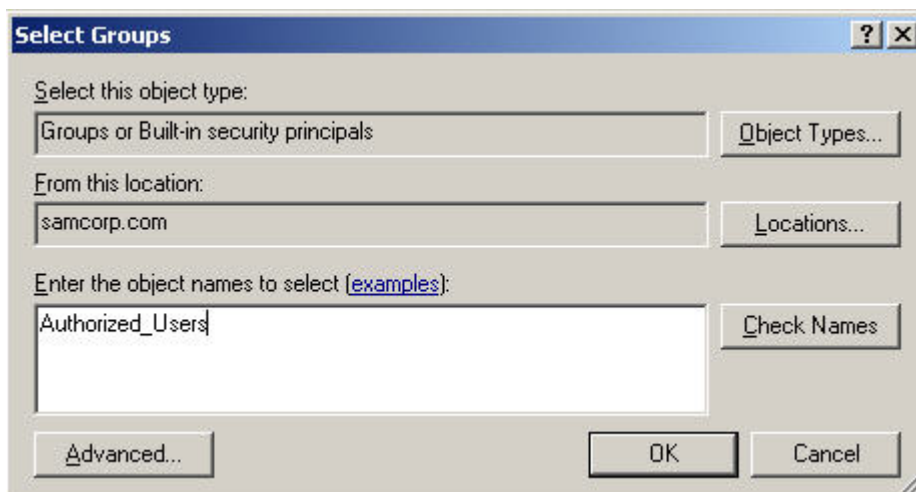 Select Groups
Select this object type:
Groups or Built-in security principals
Object Types...
From this location:
samcorp.com
Locations...
Enter the object names to select (examples):
Authorized_Users
Check Names
Advanced...
OK
Cancel